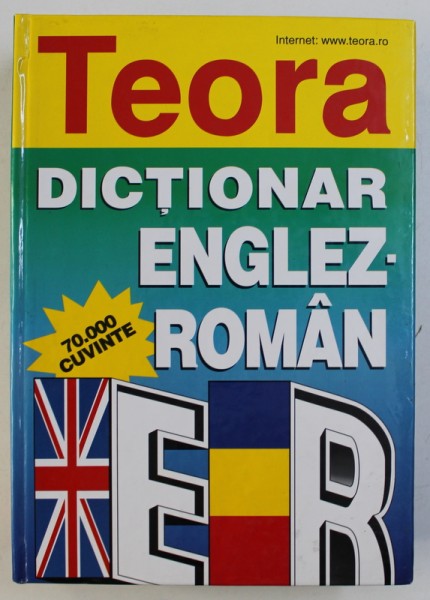 Internet: www.teora.ro
Teora
DICȚIONAR
ENGLEZ-
ROMÂN
70.000
CUVINTE
E R